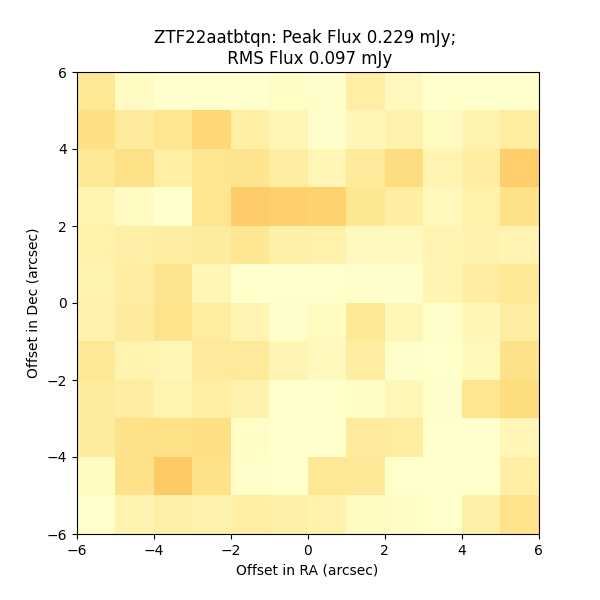 ZTF22aatbtqn: Peak Flux 0.229 mJy;
RMS Flux 0.097 mJy
6
4
2
0
−2
−4
−6
Offset in Dec (arcsec)
−6 −4 −2 0 2 4 6
Offset in RA (arcsec)